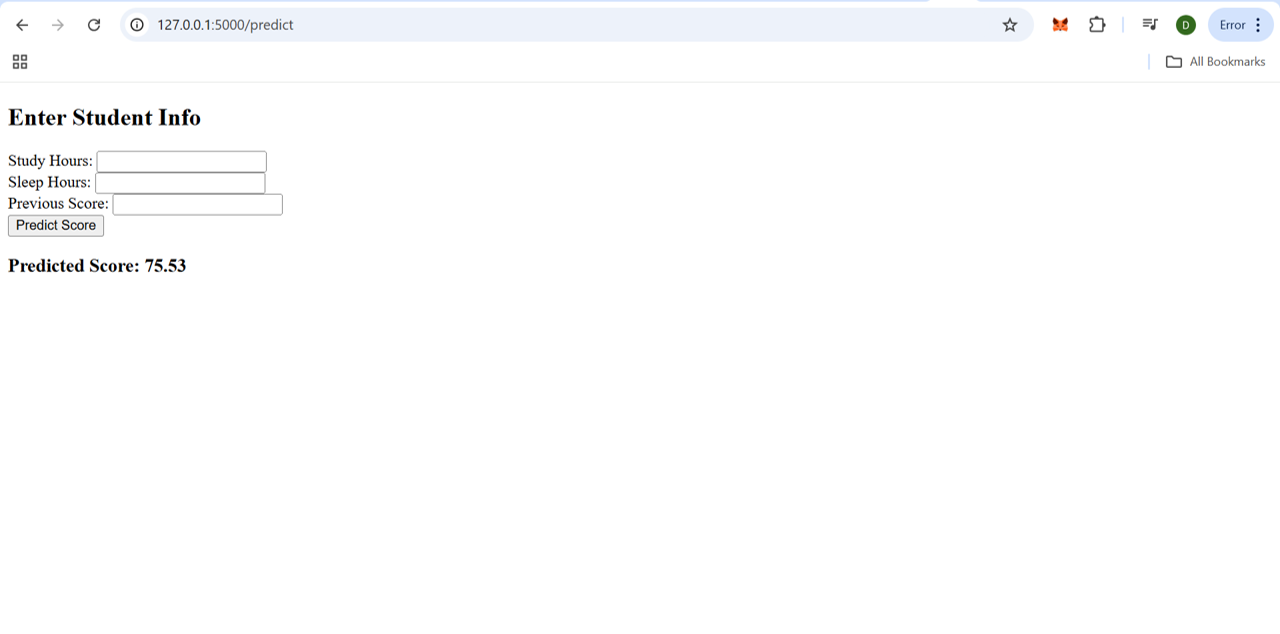 127.0.0.1:5000/predict
D
Error
All Bookmarks
Enter Student Info
Study Hours:
Sleep Hours:
Previous Score:
Predict Score
Predicted Score: 75.53